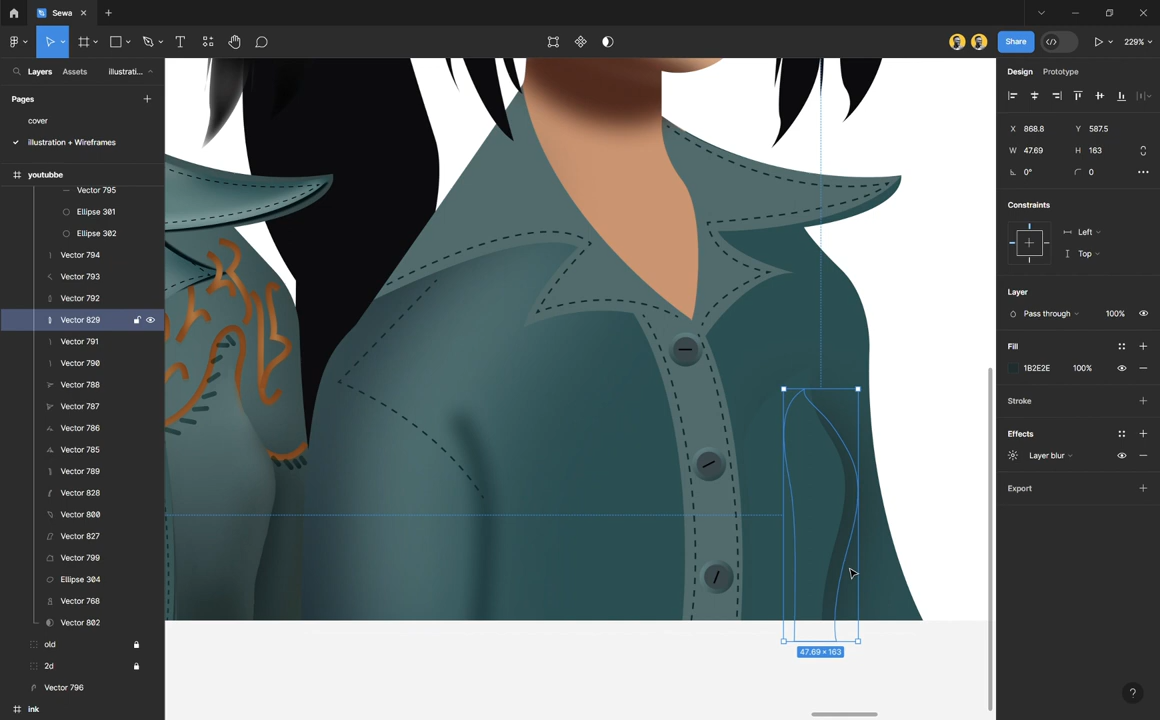 Sewa
Share
229%
Layers
Assets
illustrati...
Pages
cover
illustration + Wireframes
youtubbe
Vector 795
Ellipse 301
Ellipse 302
Vector 794
Vector 793
Vector 792
Vector 829
Vector 791
Vector 790
Vector 788
Vector 787
Vector 786
Vector 785
Vector 789
Vector 828
Vector 800
Vector 827
Vector 799
Ellipse 304
Vector 768
Vector 802
old
2d
Vector 796
ink
47.69 × 163
Design
Prototype
X 868.8 Y 587.5
W 47.69 H 163
0° 0
Constraints
Left
Top
Layer
Pass through 100%
Fill
1B2E2E 100%
Stroke
Effects
Layer blur
Export
?